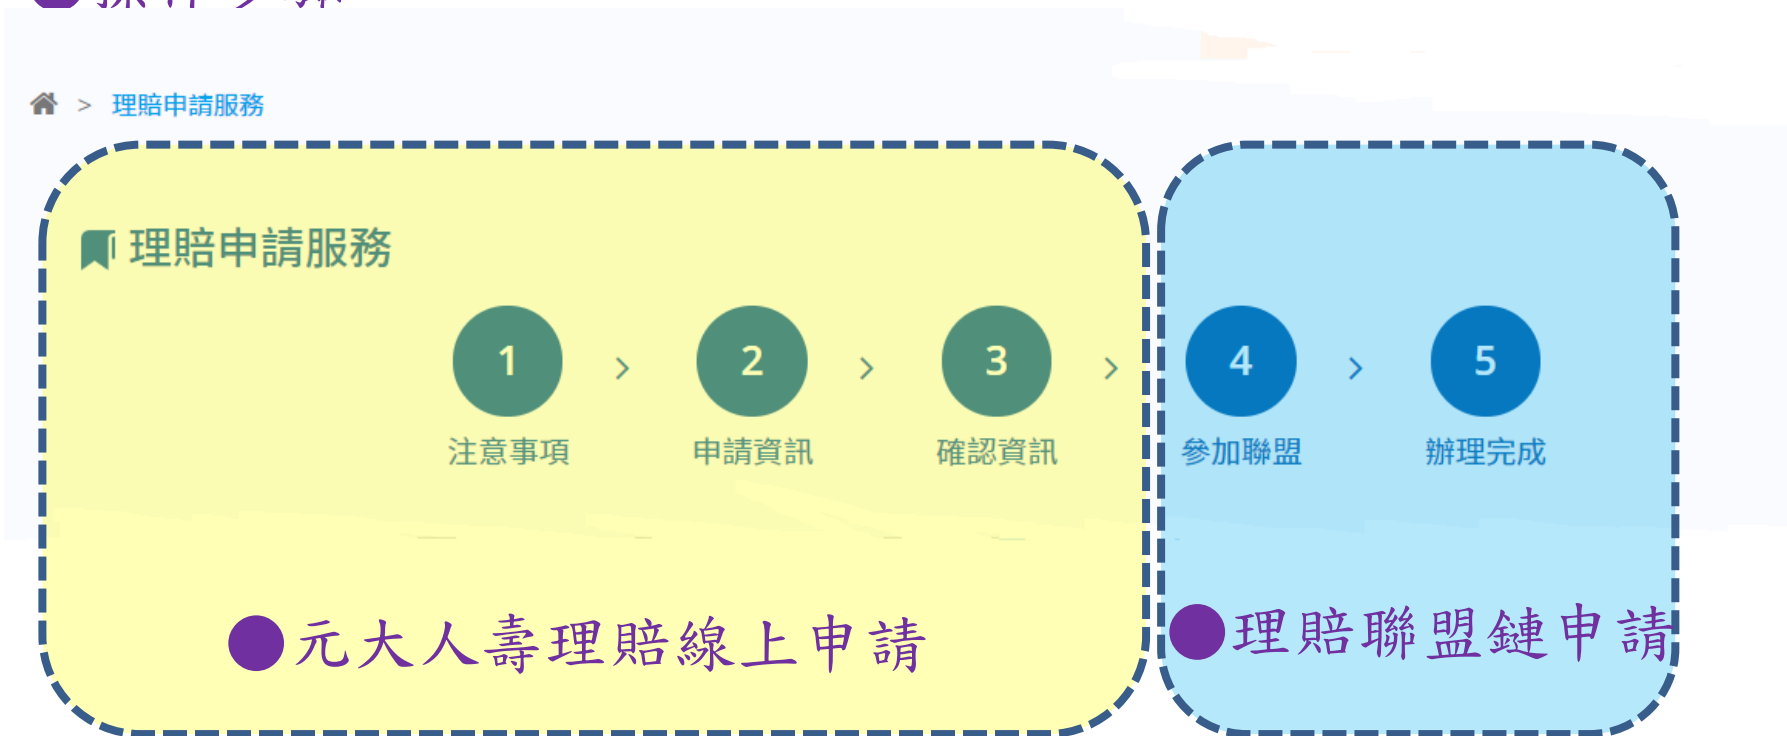 > 理賠申請服務
理賠申請服務
1 > 2 > 3 > 4 > 5
注意事項 申請資訊 確認資訊 參加聯盟 辦理完成
●元大人壽理賠線上申請 ●理賠聯盟鏈申請